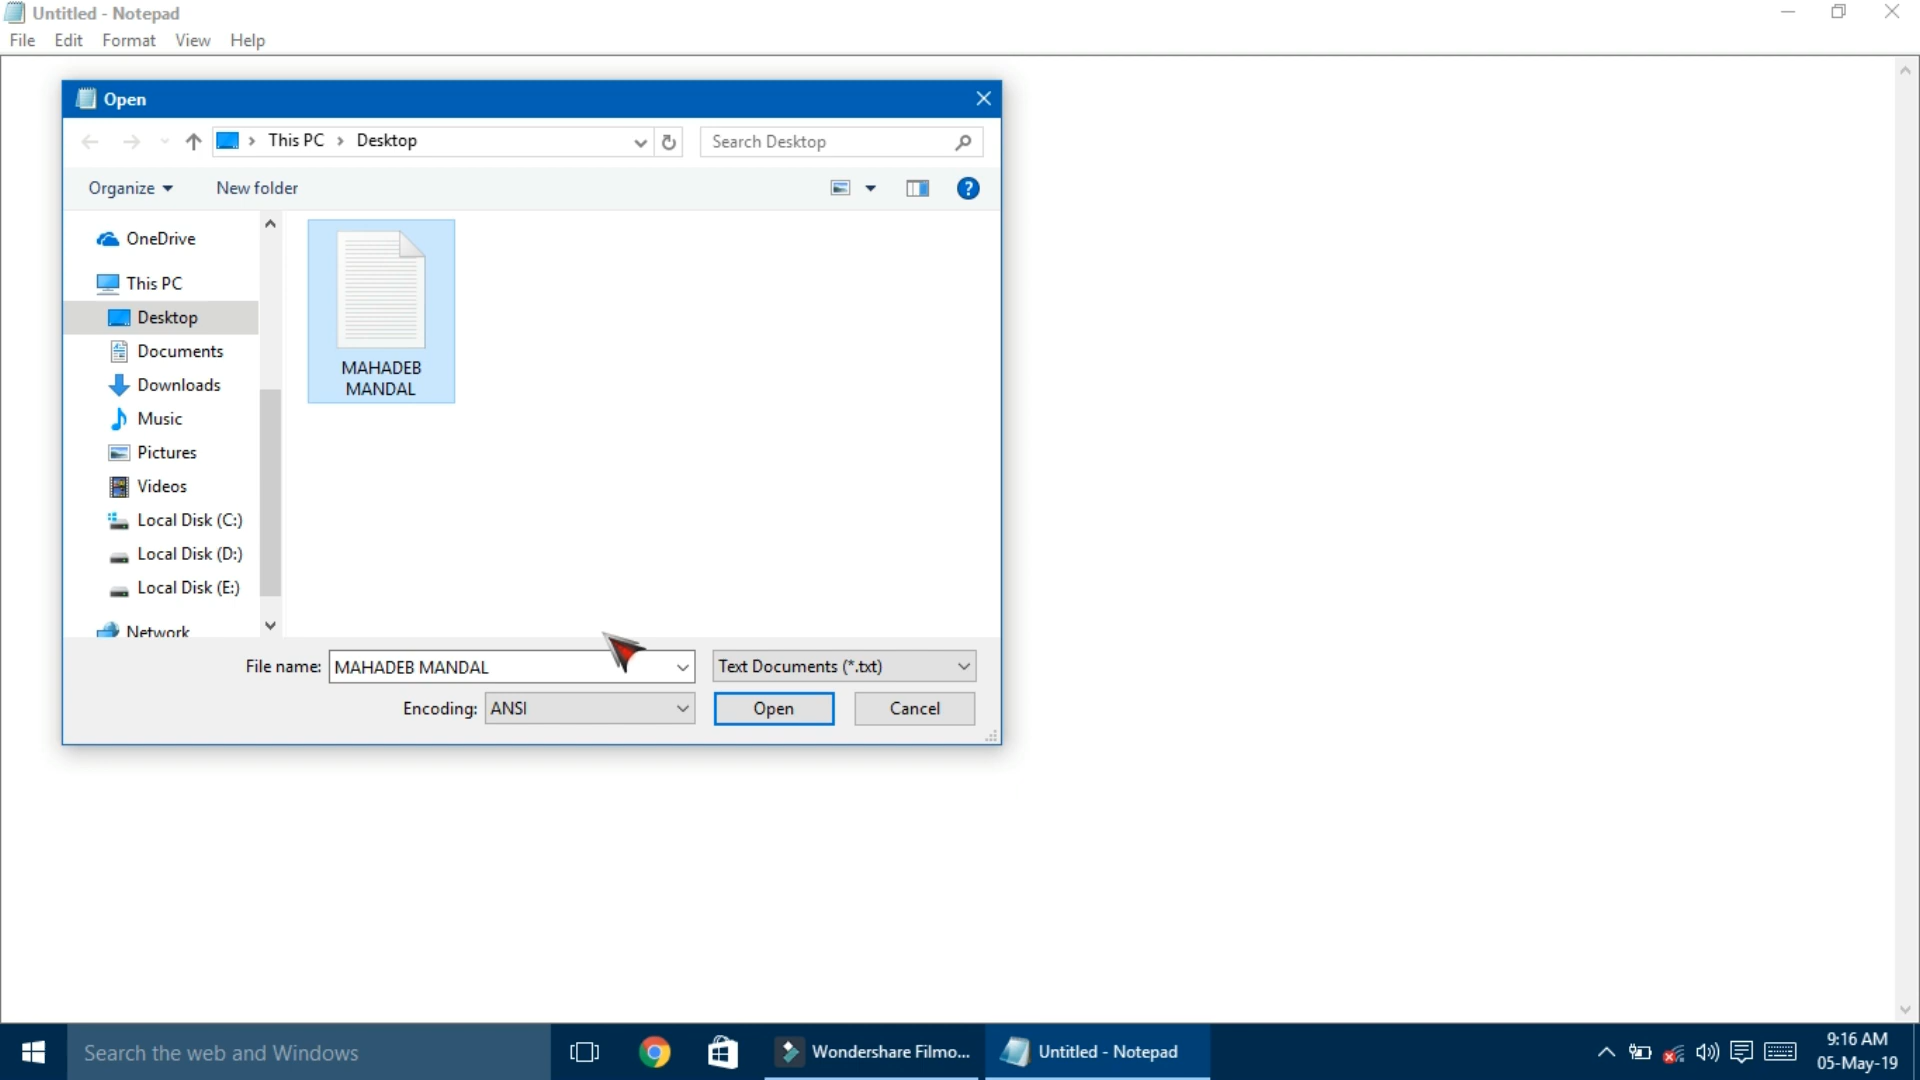 Untitled - Notepad
File Edit Format View Help
Open
This PC > Desktop
Search Desktop
Organize
New folder
?
OneDrive
This PC
Desktop
Documents
Downloads
Music
Pictures
Videos
Local Disk (C:)
Local Disk (D:)
Local Disk (E:)
Network
MAHADEB
MANDAL
File name: MAHADEB MANDAL
Text Documents (*.txt)
Encoding: ANSI
Open
Cancel
Search the web and Windows
Wondershare Filmo...
Untitled - Notepad
9:16 AM
05-May-19